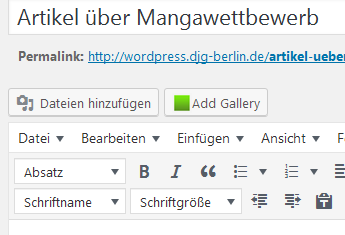 Artikel über Mangawettbewerb
Permalink: http://wordpress.djg-berlin.de/artikel-ueber
Dateien hinzufügen Add Gallery
Datei Bearbeiten Einfügen Ansicht
Absatz B I
Schriftname Schriftgröße